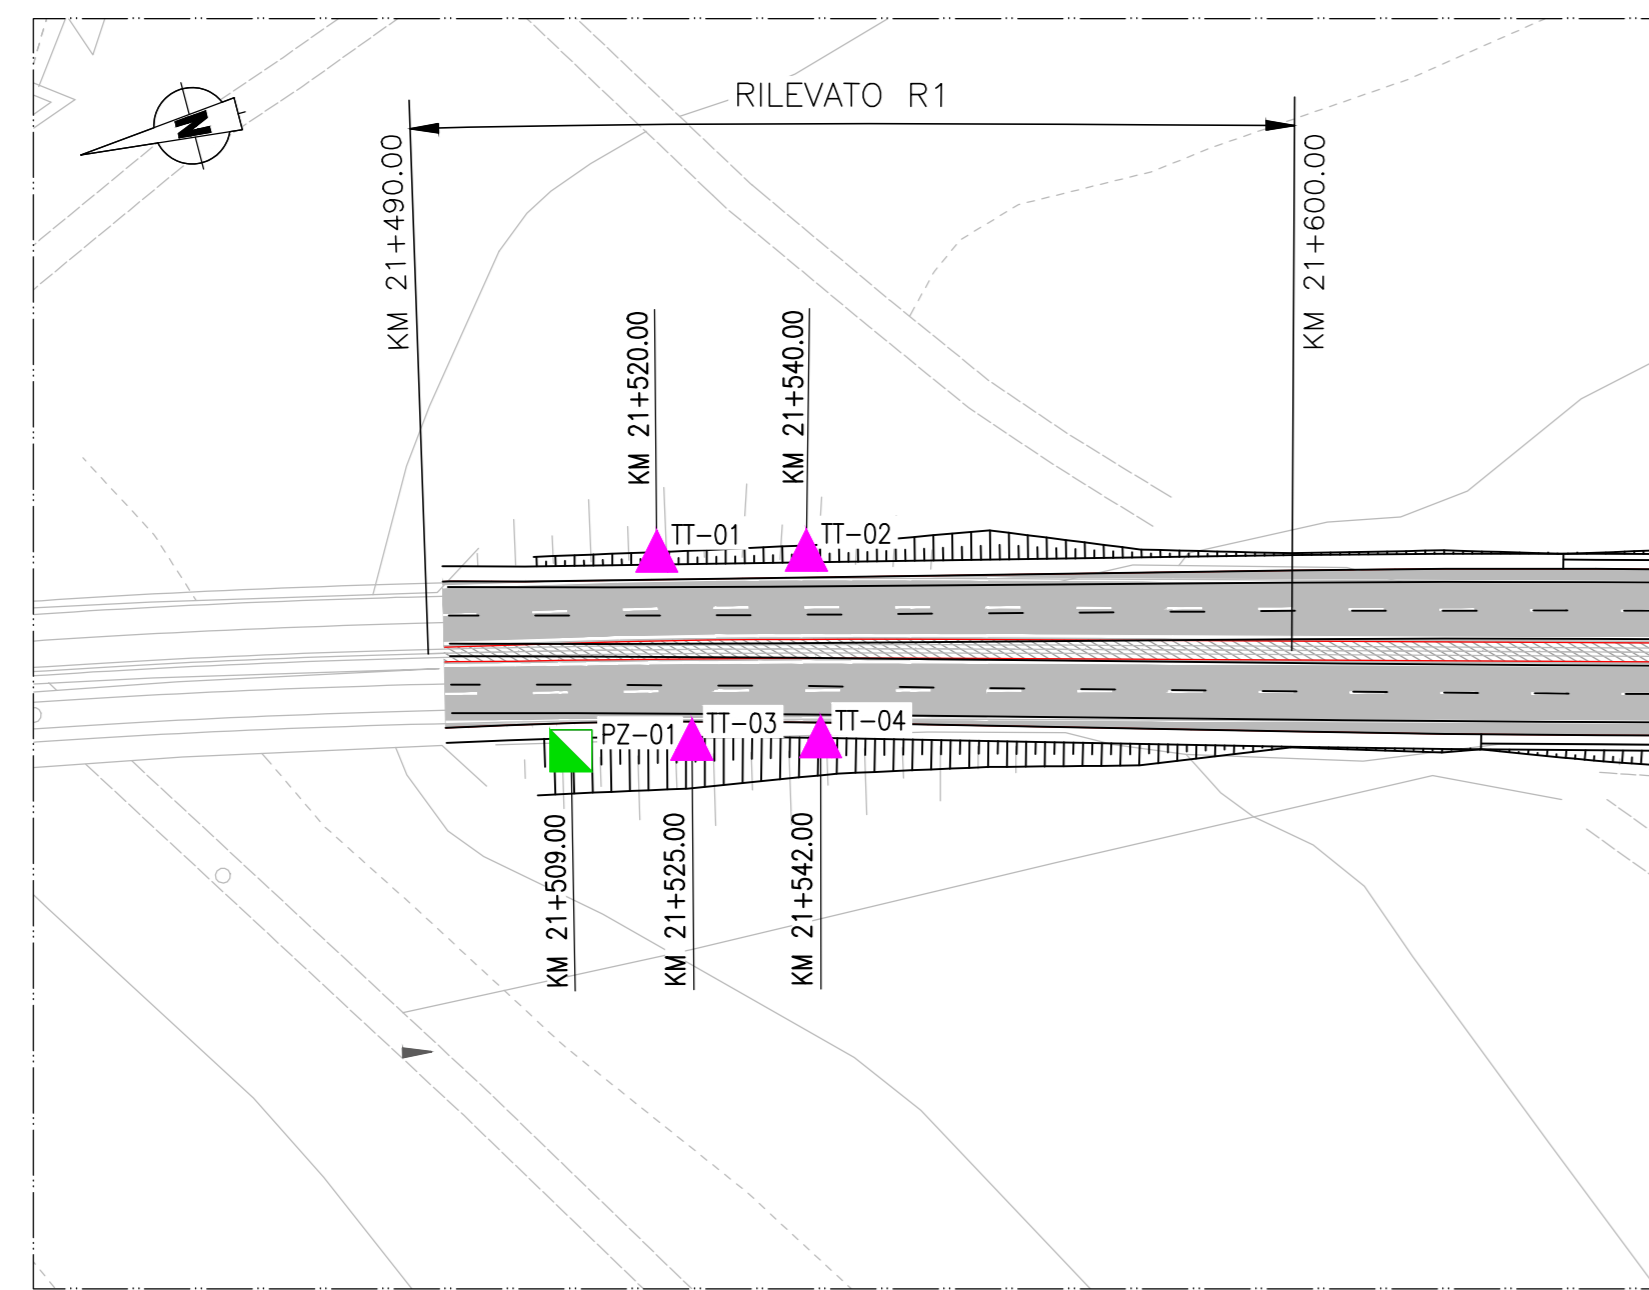 RILEVATO R1
N
KM 21+490.00
KM 21+600.00
KM 21+520.00
KM 21+540.00
TT-01
TT-02
PZ-01
TT-03
TT-04
KM 21+509.00
KM 21+525.00
KM 21+542.00